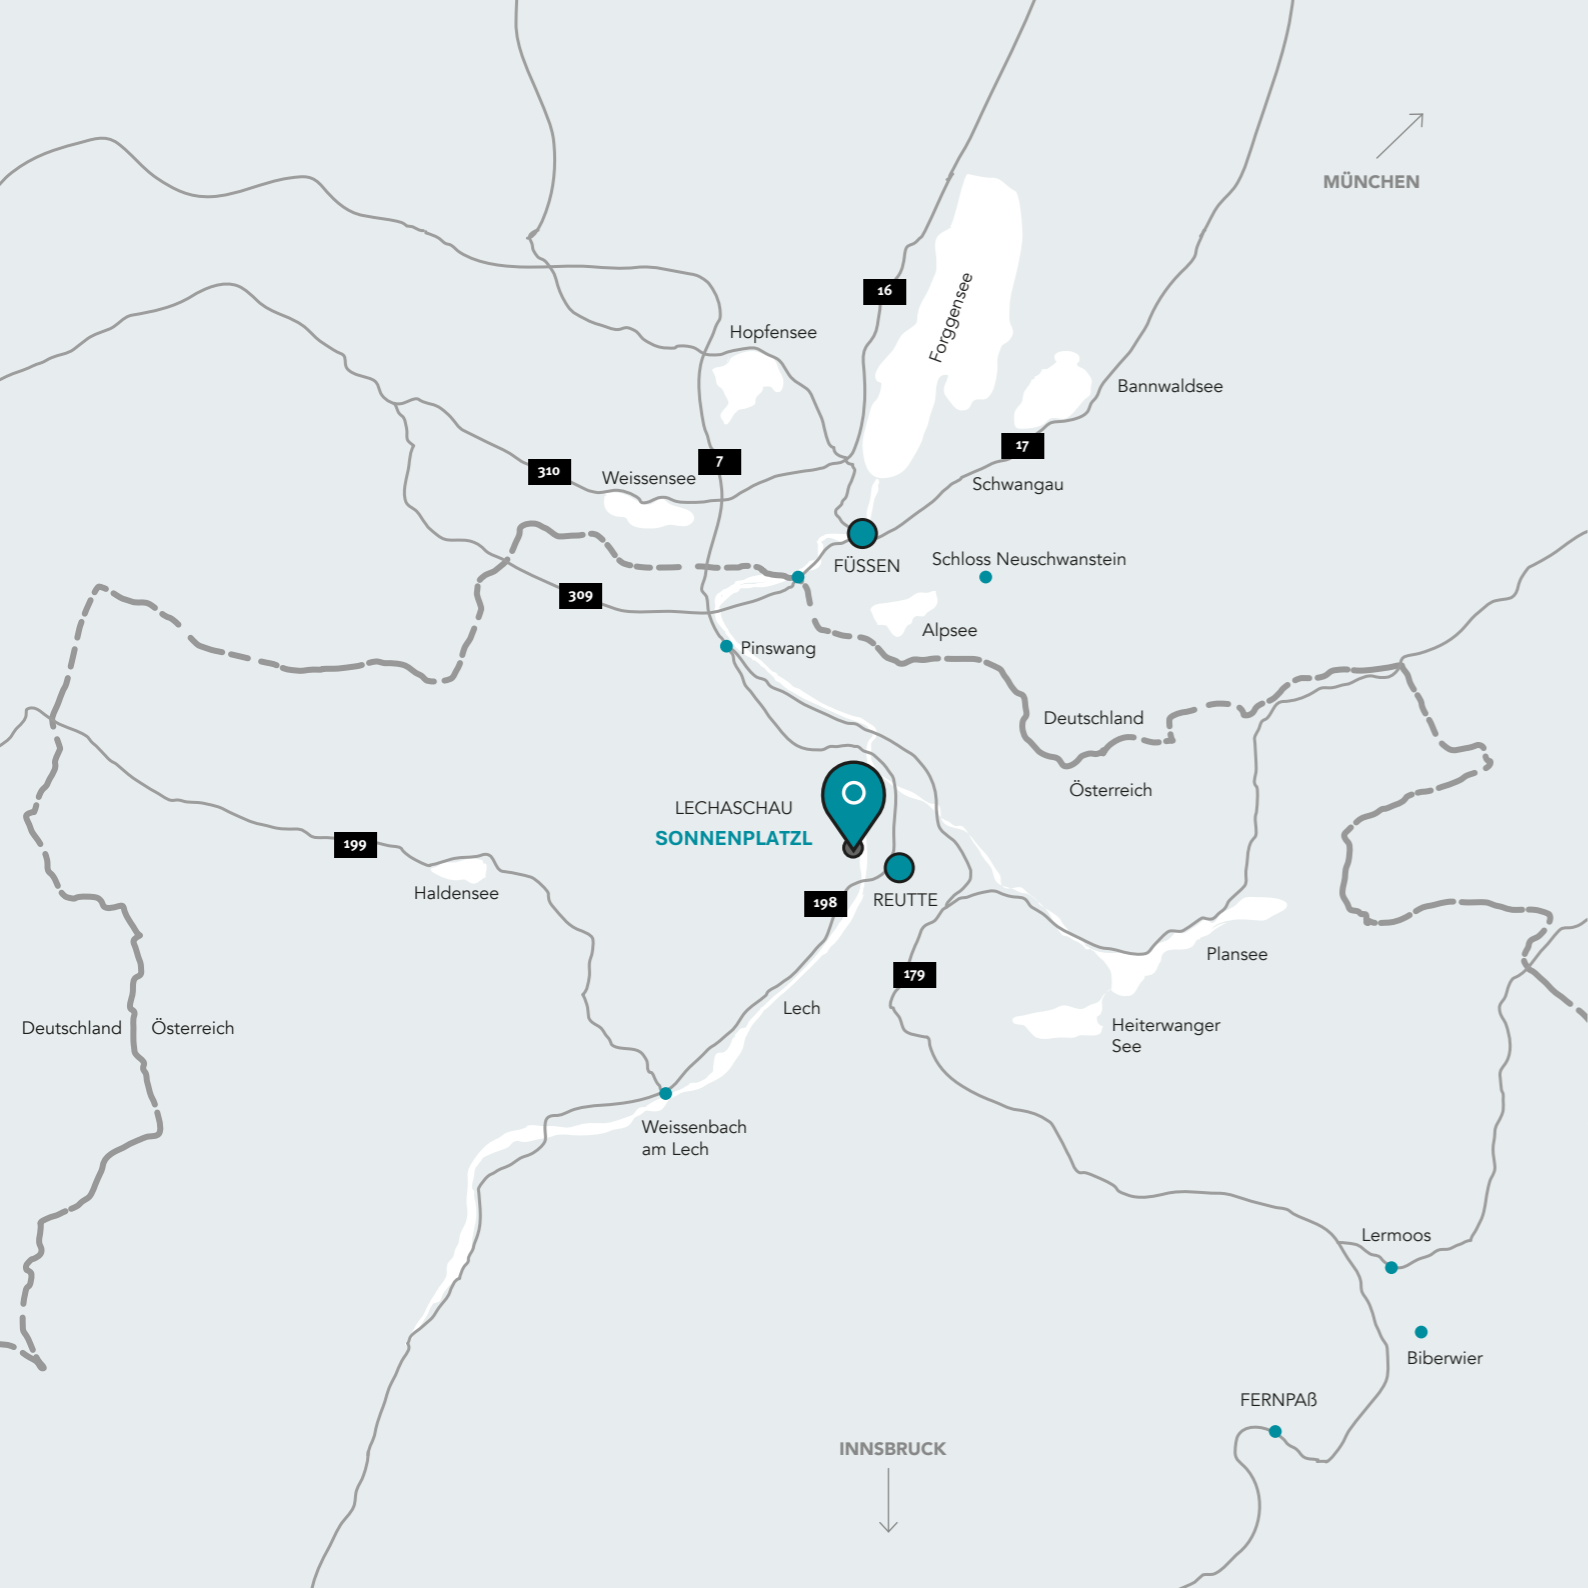 MÜNCHEN
16
Forggensee
Hopfensee
Bannwaldsee
17
7
310
Weissensee
Schwangau
FÜSSEN
Schloss Neuschwanstein
309
Alpsee
Pinswang
Deutschland
Österreich
LECHASCHAU
SONNENPLATZL
199
Haldensee
198
REUTTE
Plansee
179
Lech
Heiterwanger
See
Deutschland
Österreich
Weissenbach
am Lech
Lermoos
Biberwier
FERNPAß
INNSBRUCK